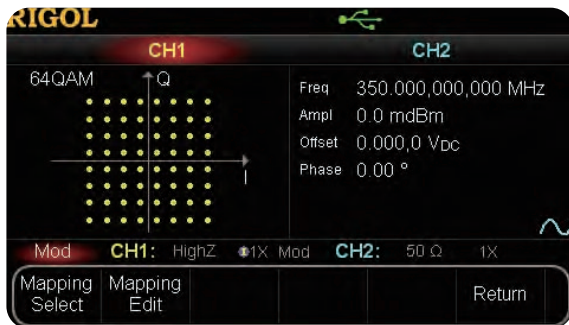 RIGOL
CH1
CH2
64QAM
Q
I
Freq 350.000,000,000 MHz
Ampl 0.0 mdBm
Offset 0.000,0 VDC
Phase 0.00 °
Mod CH1: HighZ 1X Mod CH2: 50 Ω 1X
Mapping Select
Mapping Edit
Return